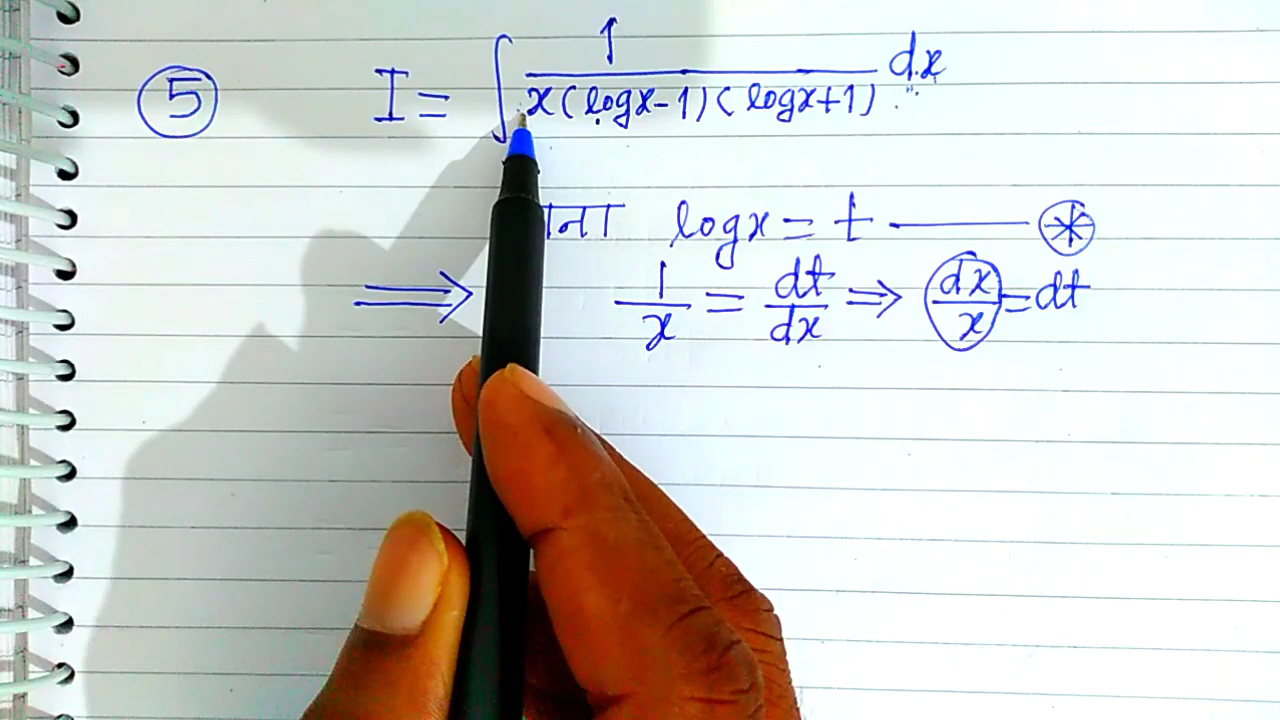 ⑤ I = ∫ 1/(x(logx-1)(logx+1)) dx
logx = t ——— ⊛
⟹ 1/x = dt/dx ⇒ dx/x = dt